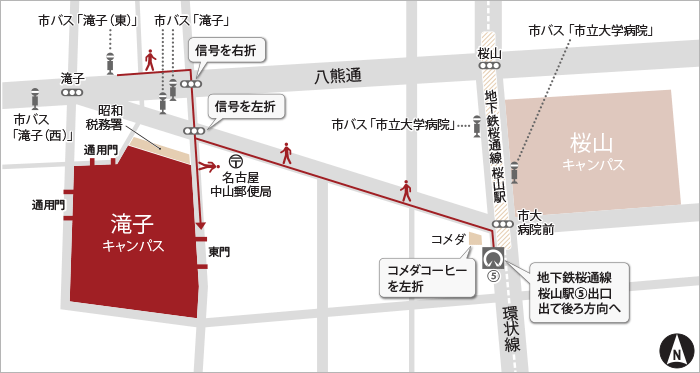 市バス「滝子(東)」
市バス「滝子」
信号を右折
市バス「市立大学病院」
滝子
八熊通
桜山
市バス
「滝子(西)」
昭和
税務署
信号を左折
地下鉄桜通線 桜山駅
市バス「市立大学病院」
桜山
キャンパス
通用門
名古屋
中山郵便局
通用門
滝子
キャンパス
東門
コメダ
市大
病院前
コメダコーヒー
を左折
⑤
地下鉄桜通線
桜山駅⑤出口
出て後ろ方向へ
環状線
N